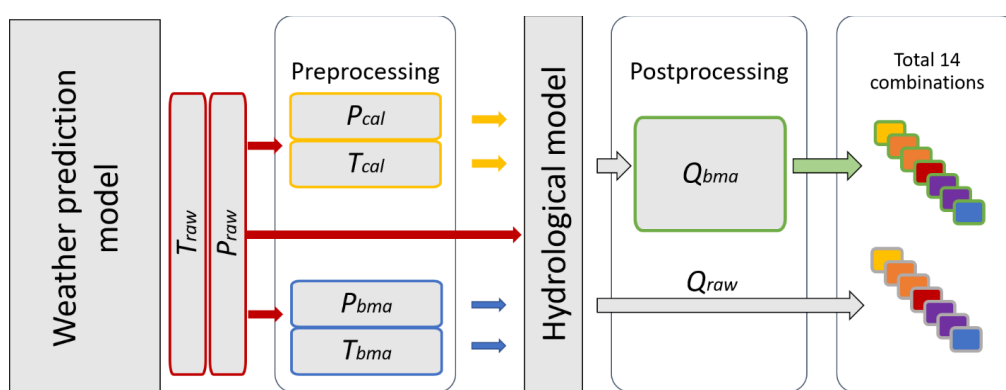 Weather prediction
model
Traw
Praw
Preprocessing
Pcal
Tcal
Pbma
Tbma
Hydrological model
Postprocessing
Qbma
Qraw
Total 14
combinations